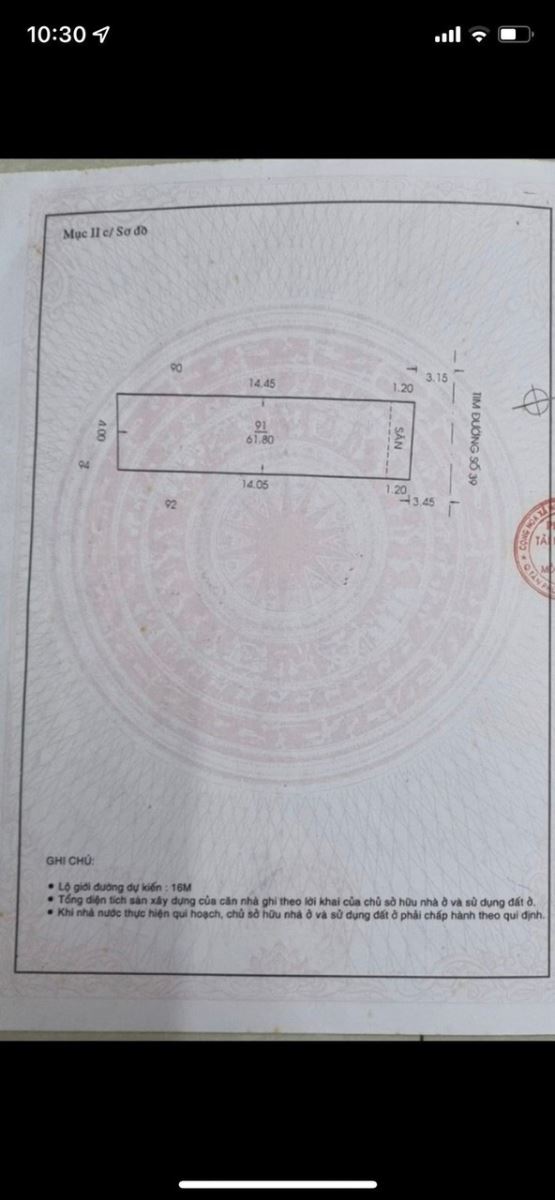 10:30
Mục II c/ Sơ đồ
90
14.45
1.20
3.15
4.00
91
61.80
SÂN
TIM ĐƯỜNG SỐ 39
94
14.05
1.20
3.45
92
GHI CHÚ:
• Lộ giới đường dự kiến : 16M
• Tổng diện tích sàn xây dựng của căn nhà ghi theo lời khai của chủ sở hữu nhà ở và sử dụng đất ở.
• Khi nhà nước thực hiện qui hoạch, chủ sở hữu nhà ở và sử dụng đất ở phải chấp hành theo qui định.